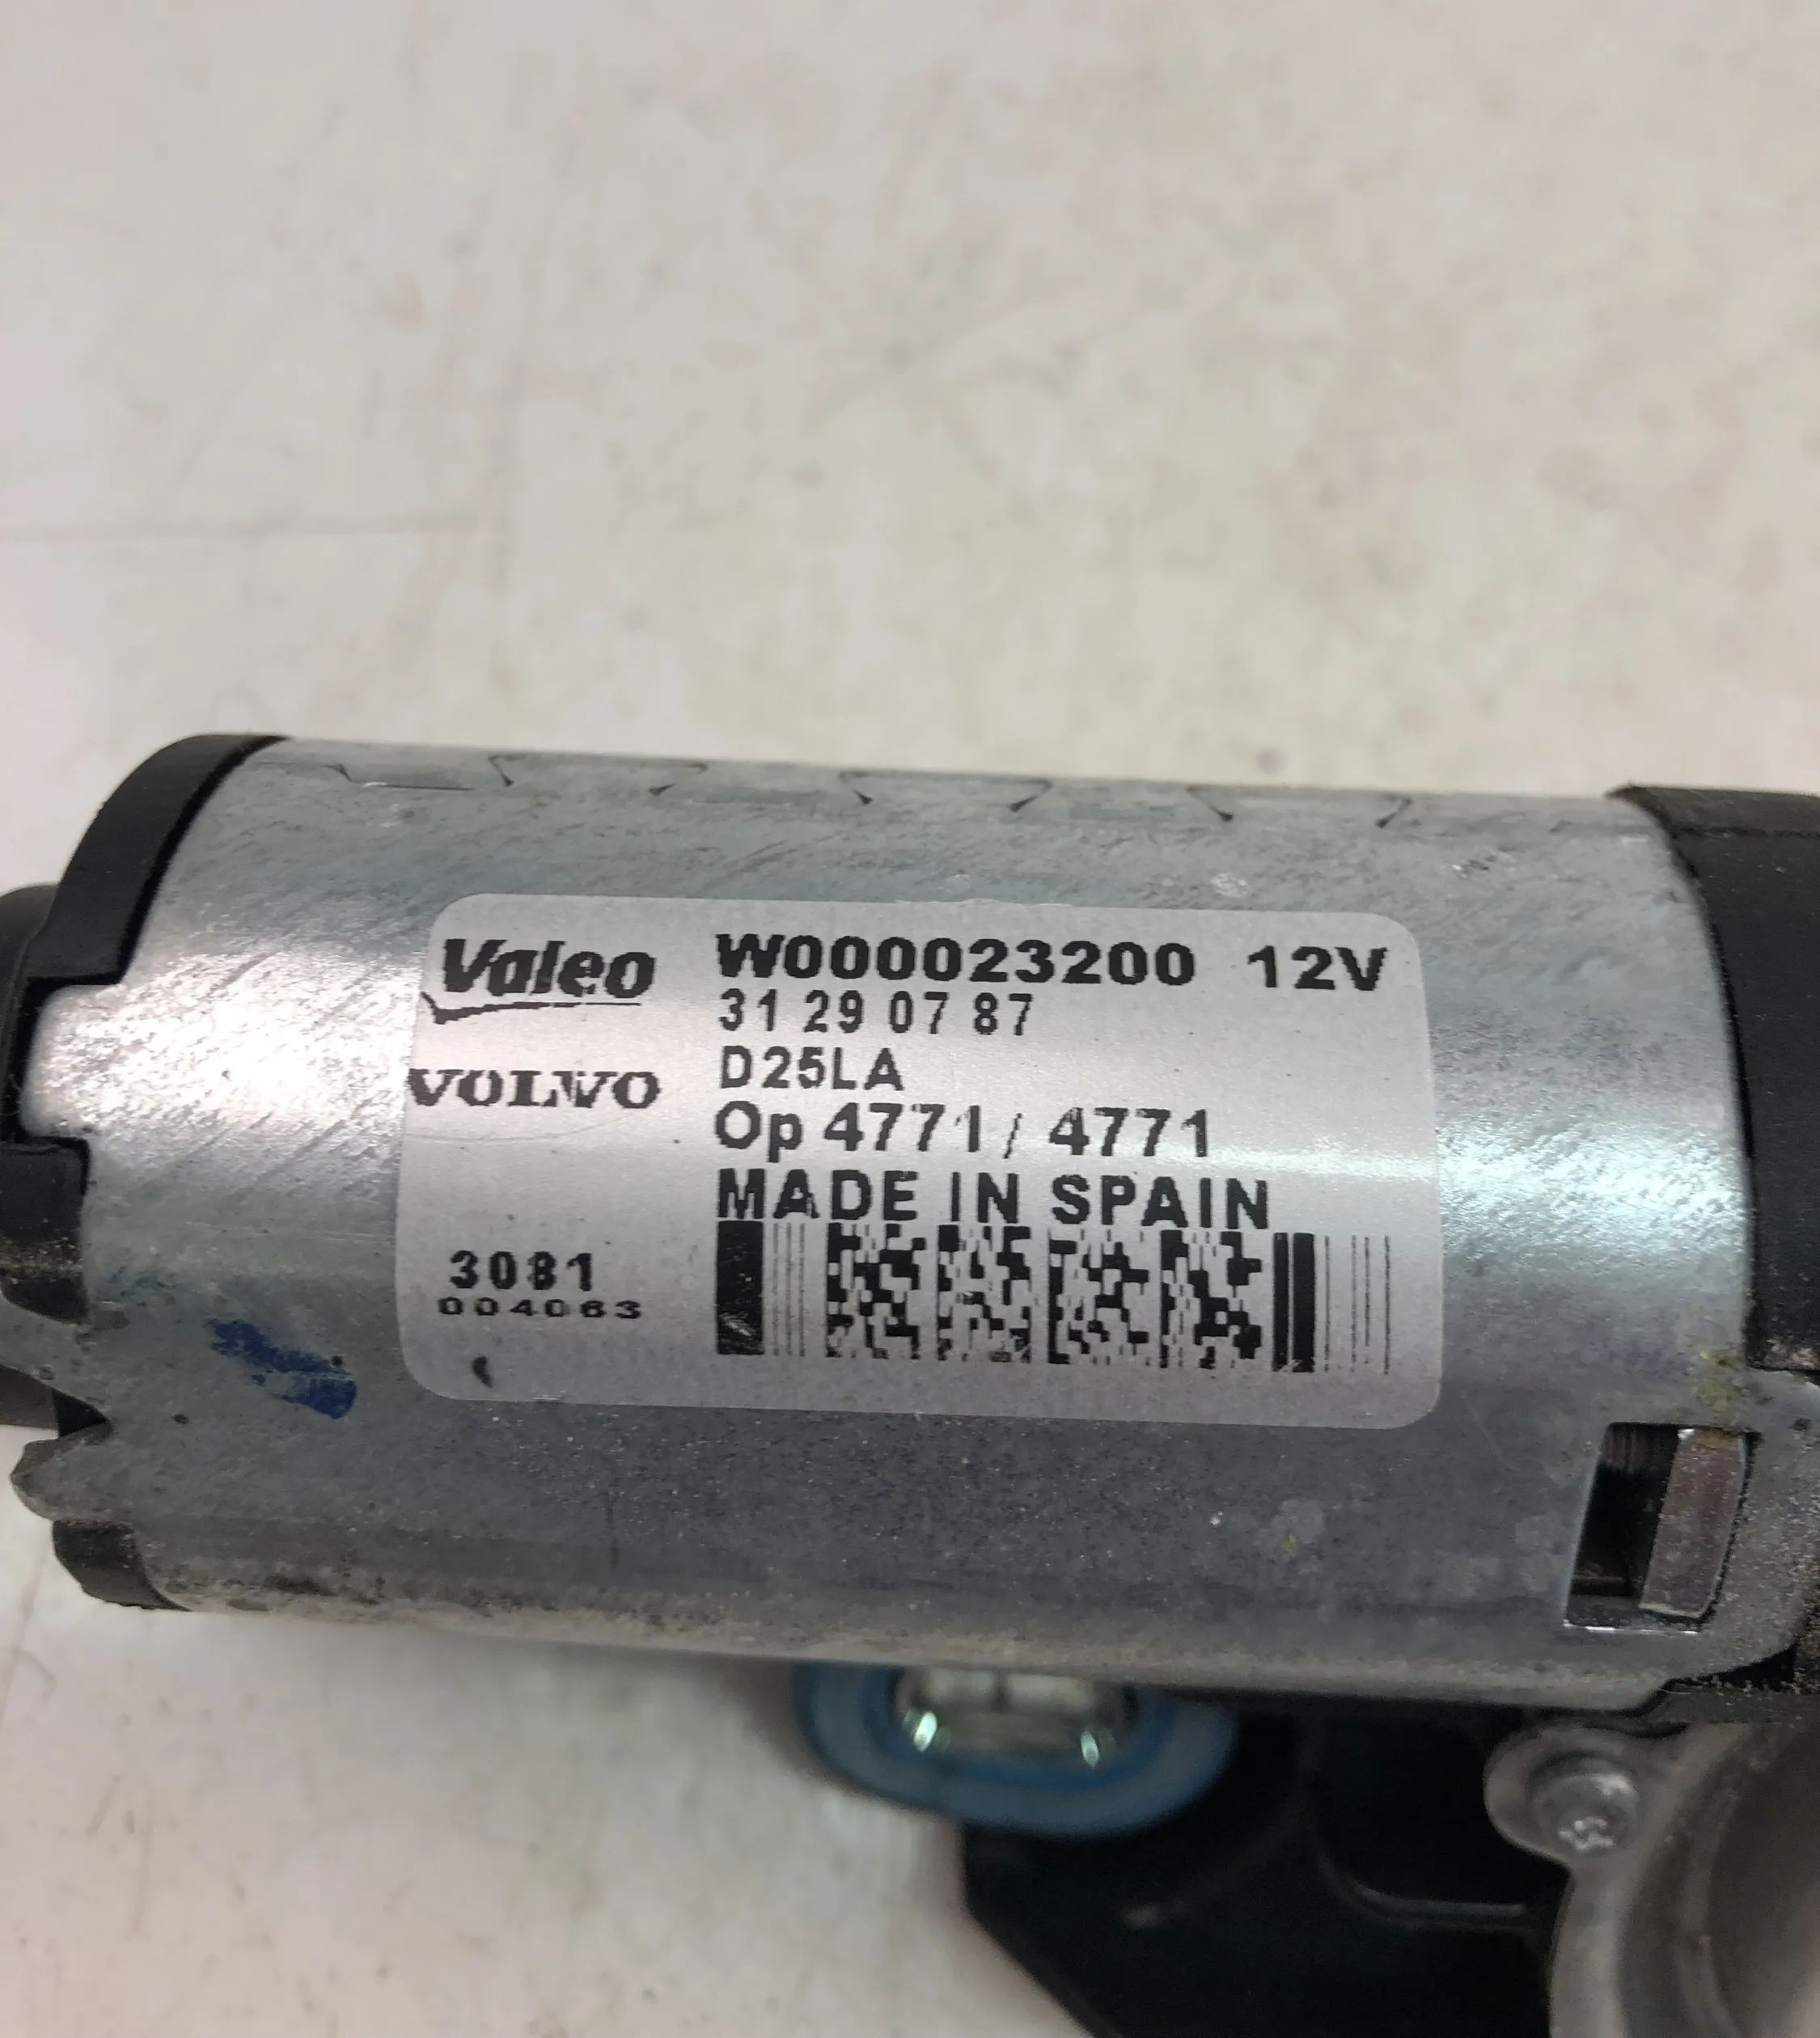 Valeo W000023200 12V
31 29 07 87
VOLVO D25LA
Op 4771 / 4771
MADE IN SPAIN
3081
004063